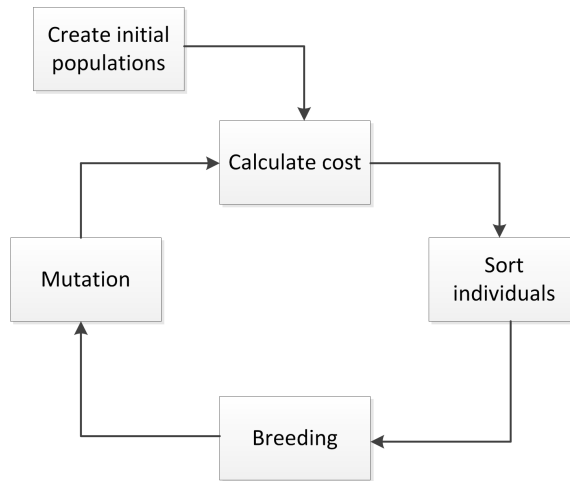 Create initial
populations
Calculate cost
Sort
individuals
Mutation
Breeding